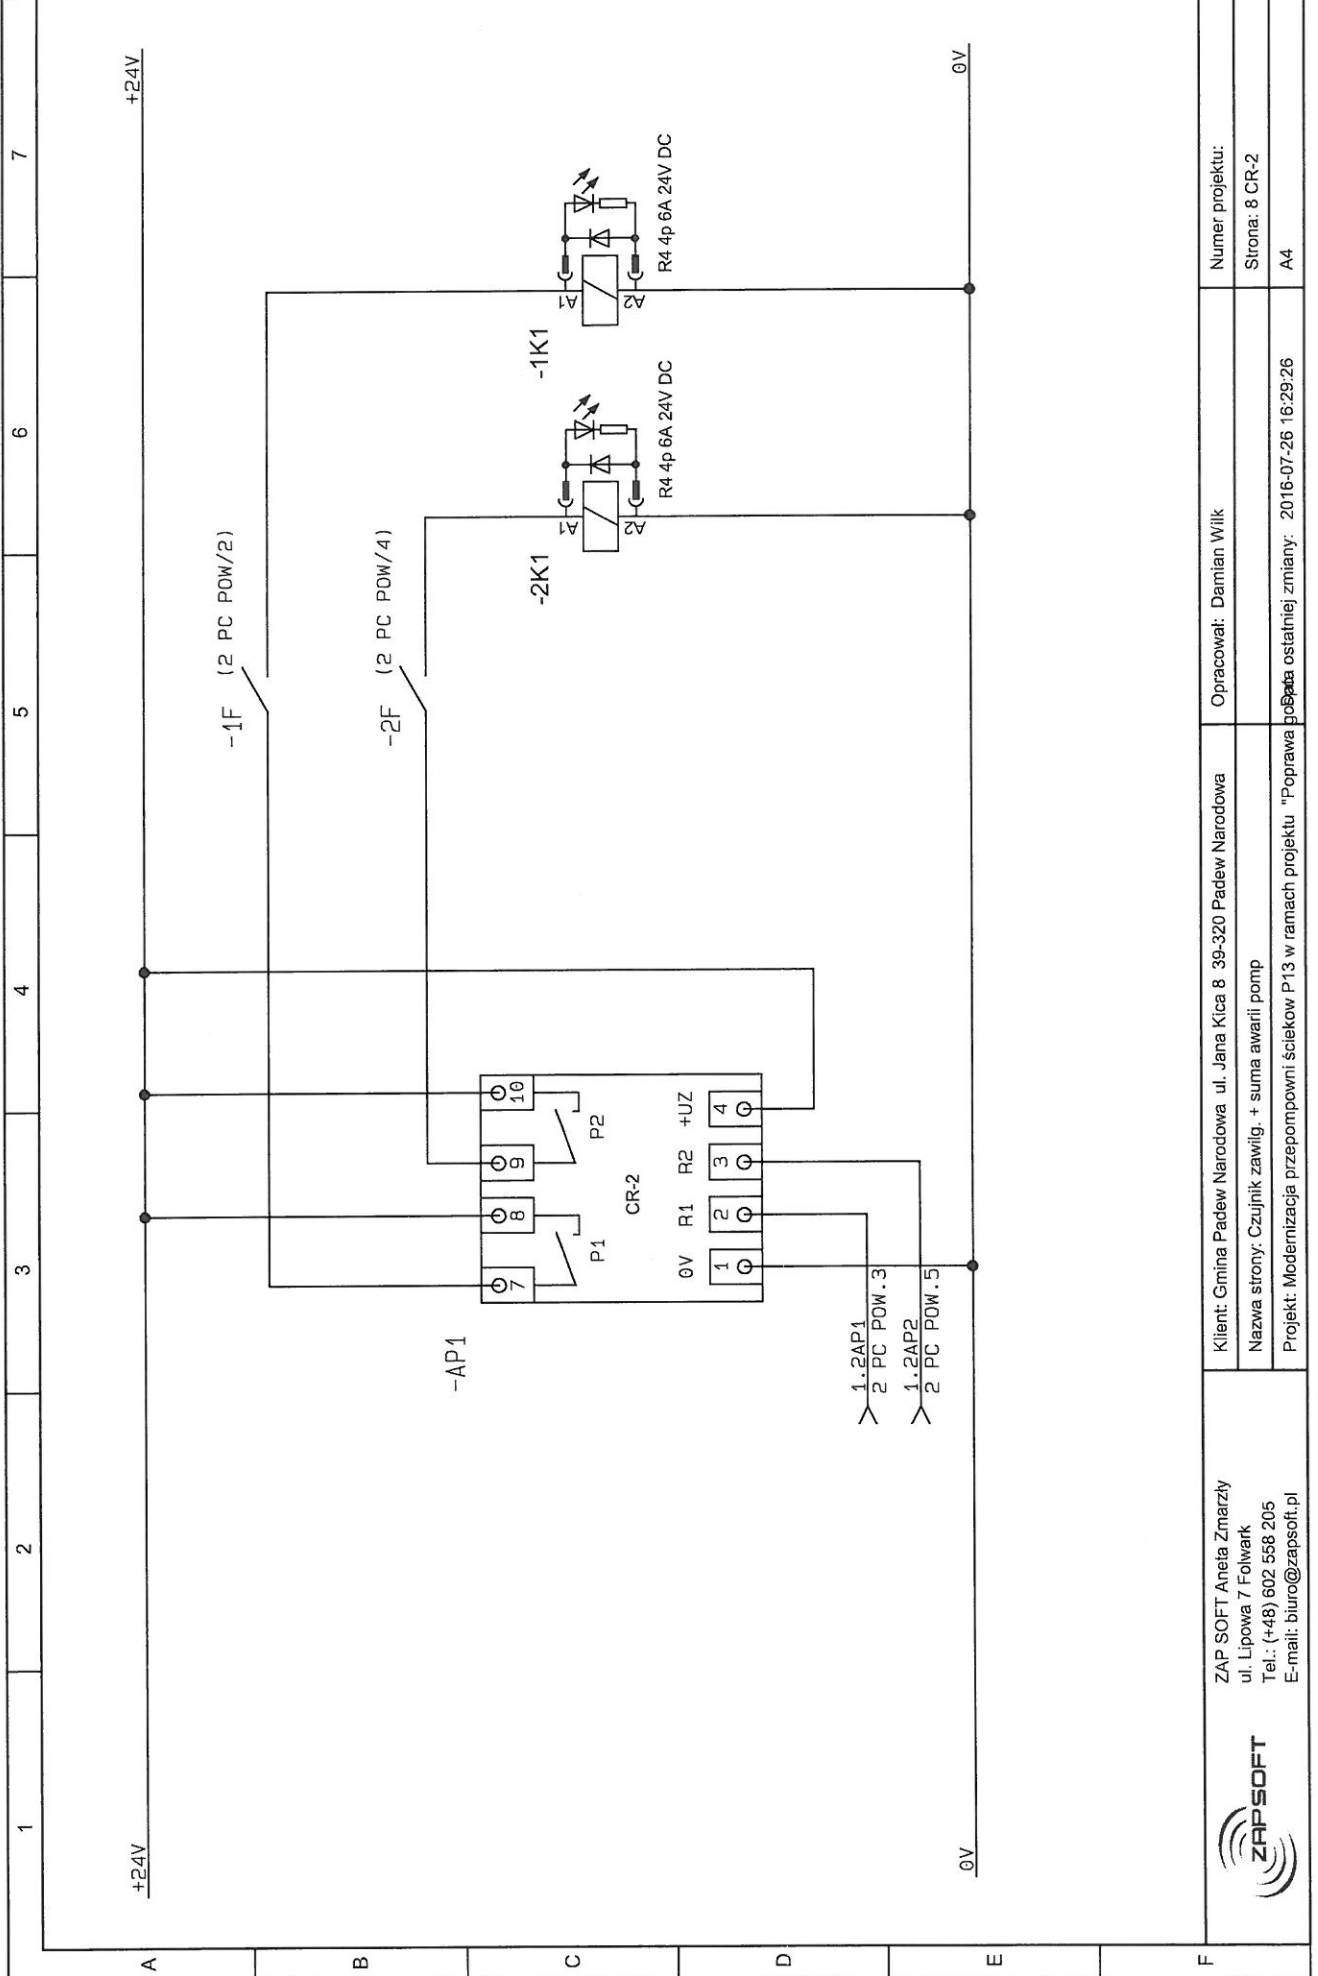 1 2 3 4 5 6 7
A
B
C
D
E
F
+24V +24V
-1F (2 PC POW/2)
-2F (2 PC POW/4)
-AP1
7 8 9 10
P1 P2
CR-2
0V R1 R2 +UZ
1 2 3 4
-2K1
A1
A2
R4 4p 6A 24V DC
-1K1
A1
A2
R4 4p 6A 24V DC
1.2AP1
2 PC POW.3
1.2AP2
2 PC POW.5
0V 0V
ZAPSOFT
ZAP SOFT Aneta Zmarzły
ul. Lipowa 7 Folwark
Tel.: (+48) 602 558 205
E-mail: biuro@zapsoft.pl
Klient: Gmina Padew Narodowa ul. Jana Kica 8 39-320 Padew Narodowa
Opracował: Damian Wilk
Numer projektu:
Nazwa strony: Czujnik zawilg. + suma awarii pomp
Strona: 8 CR-2
Projekt: Modernizacja przepompowni ściekow P13 w ramach projektu "Poprawa
ostatniej zmiany: 2016-07-26 16:29:26
A4